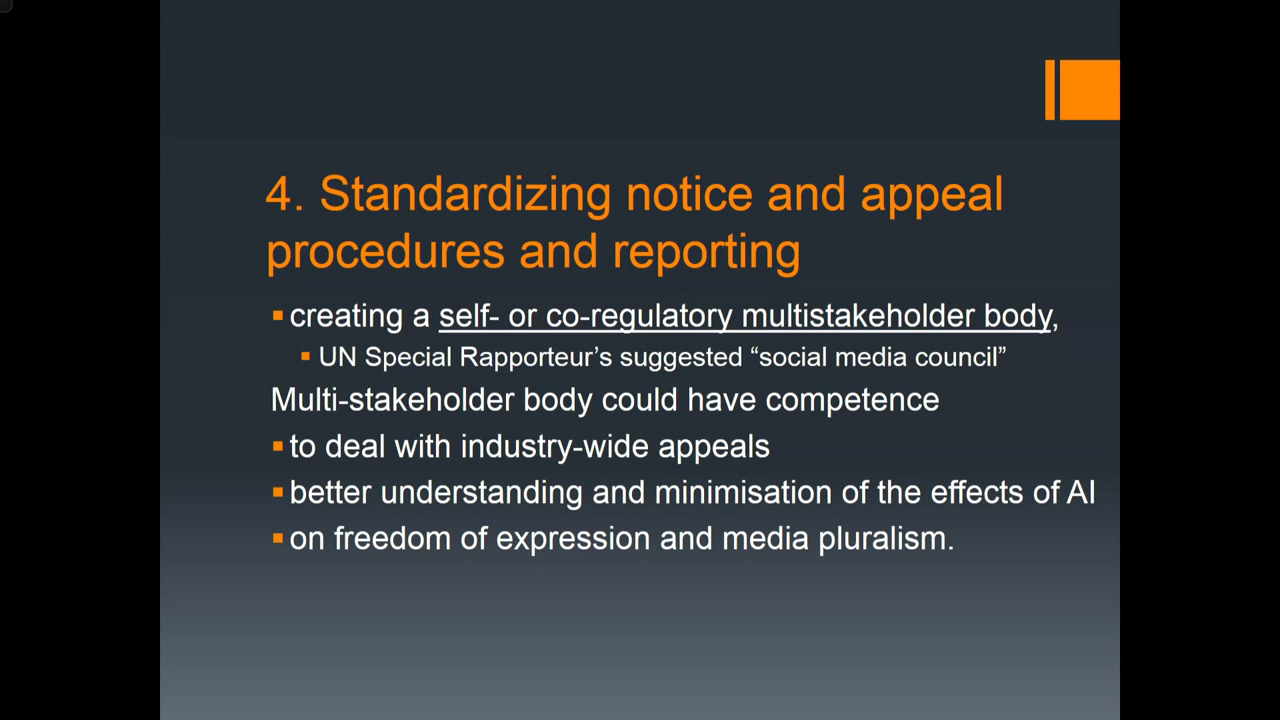 4. Standardizing notice and appeal
procedures and reporting
creating a self- or co-regulatory multistakeholder body,
UN Special Rapporteur’s suggested “social media council”
Multi-stakeholder body could have competence
to deal with industry-wide appeals
better understanding and minimisation of the effects of AI
on freedom of expression and media pluralism.